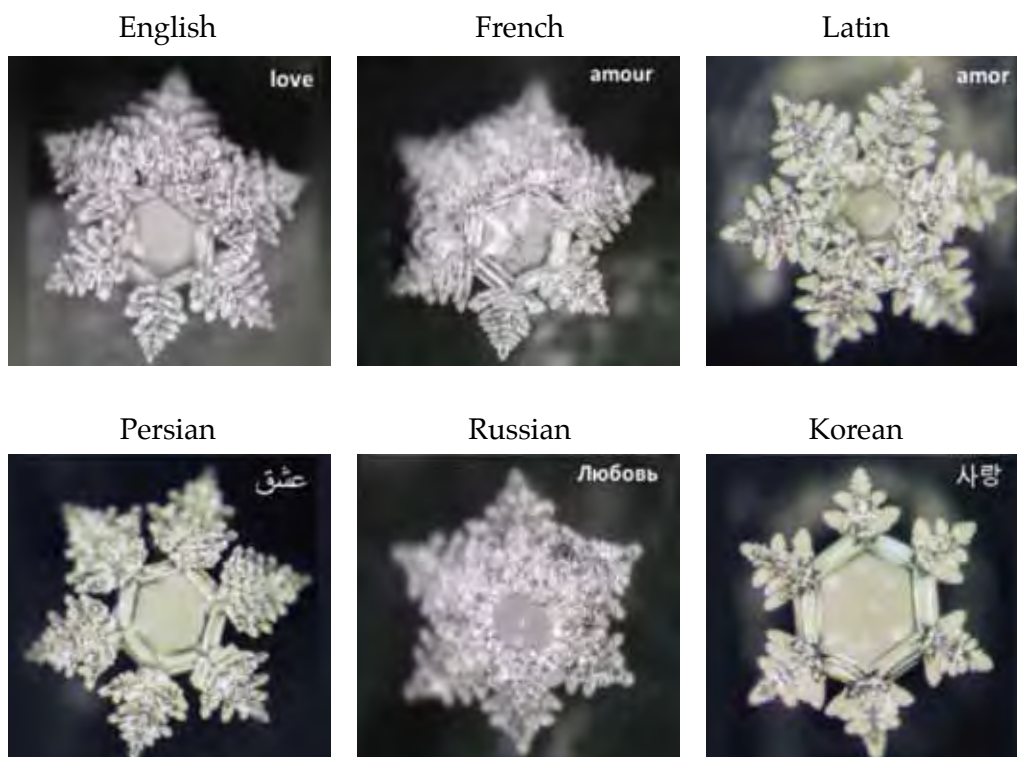 English
love
French
amour
Latin
amor
Persian
عشق
Russian
Любовь
Korean
사랑